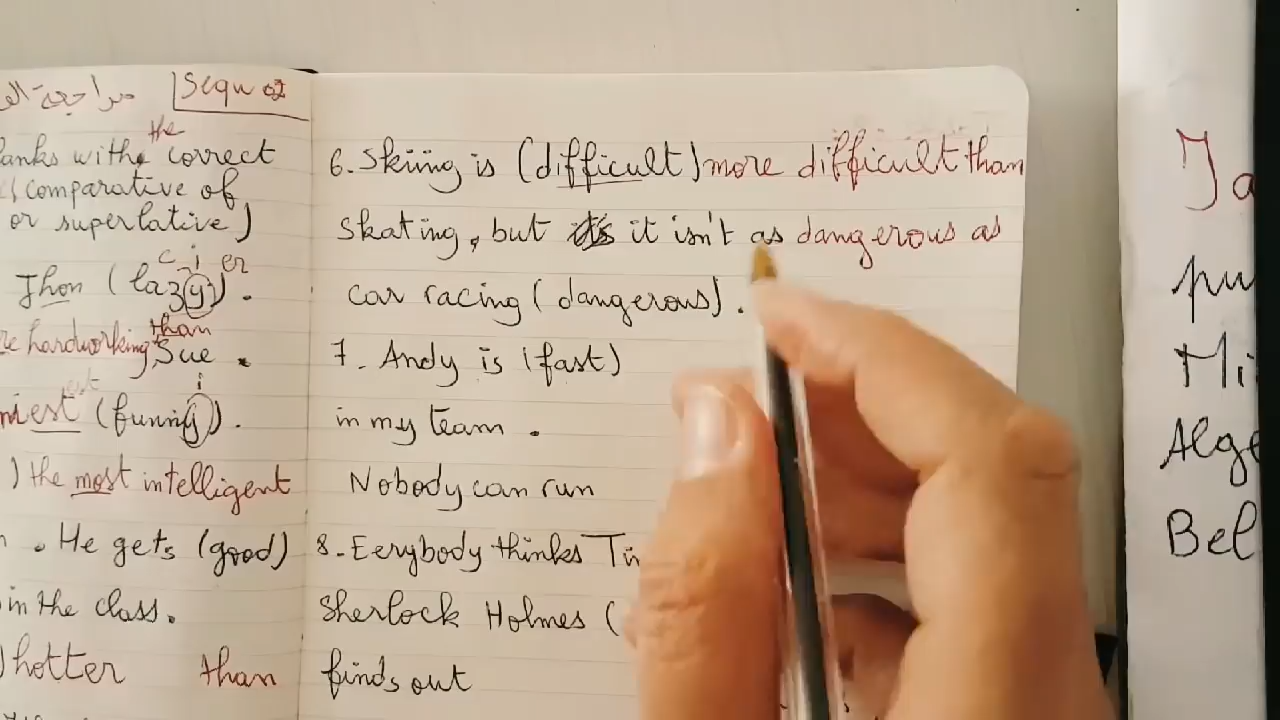 مراجعة
Sequ 02
the
with correct
comparative of
or superlative)
c i er
Jhon (lazy).
than
hardworking Sue.
est i
niest (funny).
) the most intelligent
. He gets (good)
in the class.
) hotter than
6. Skiing is (difficult) more difficult than
skating, but it isn't as dangerous as
car racing (dangerous).
7. Andy is (fast)
in my team.
Nobody can run
8. Eerybody thinks
Sherlock Holmes (
finds out
Ja
pu
Mi
Alge
Bel